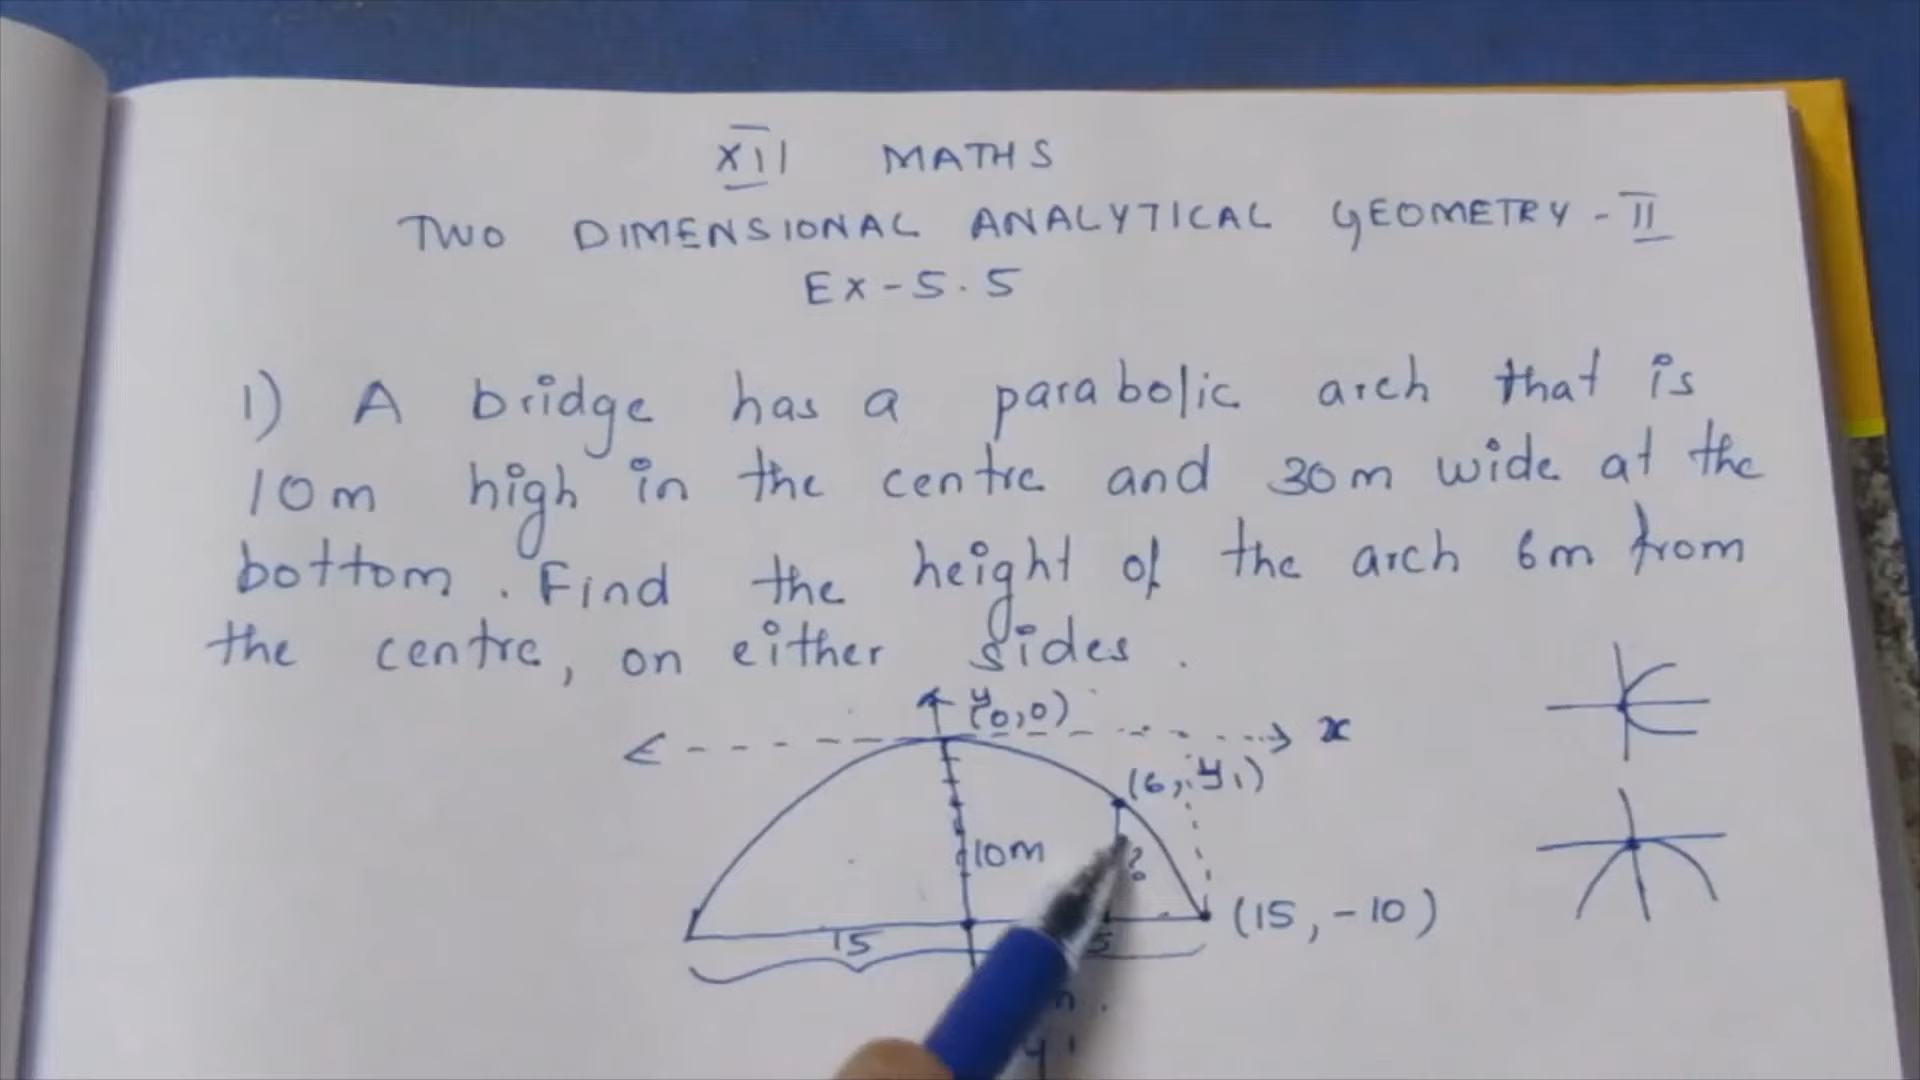 XII MATHS
TWO DIMENSIONAL ANALYTICAL GEOMETRY - II
Ex - 5.5
1) A bridge has a parabolic arch that is
10m high in the centre and 30m wide at the
bottom. Find the height of the arch 6m from
the centre, on either sides.
y (0,0)
x
(6, y₁)
10m
?
(15, -10)
15
5
y'